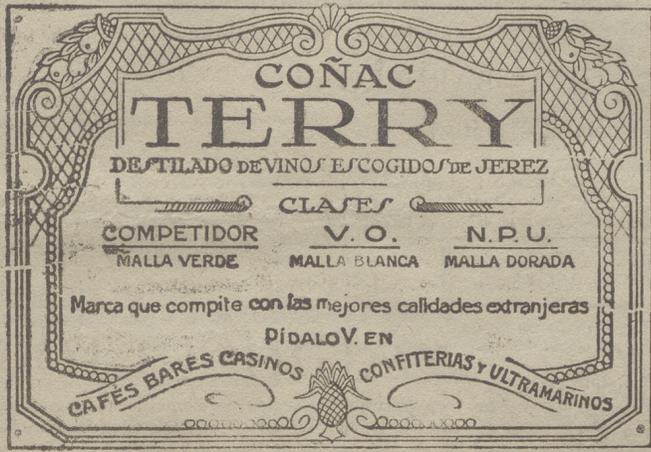 COÑAC
TERRY
DESTILADO DE VINOS ESCOGIDOS DE JEREZ
CLASES
COMPETIDOR V.O. N.P.U.
MALLA VERDE MALLA BLANCA MALLA DORADA
Marca que compite con las mejores calidades extranjeras
PÍDALO V. EN
CAFÉS BARES CASINOS CONFITERIAS Y ULTRAMARINOS